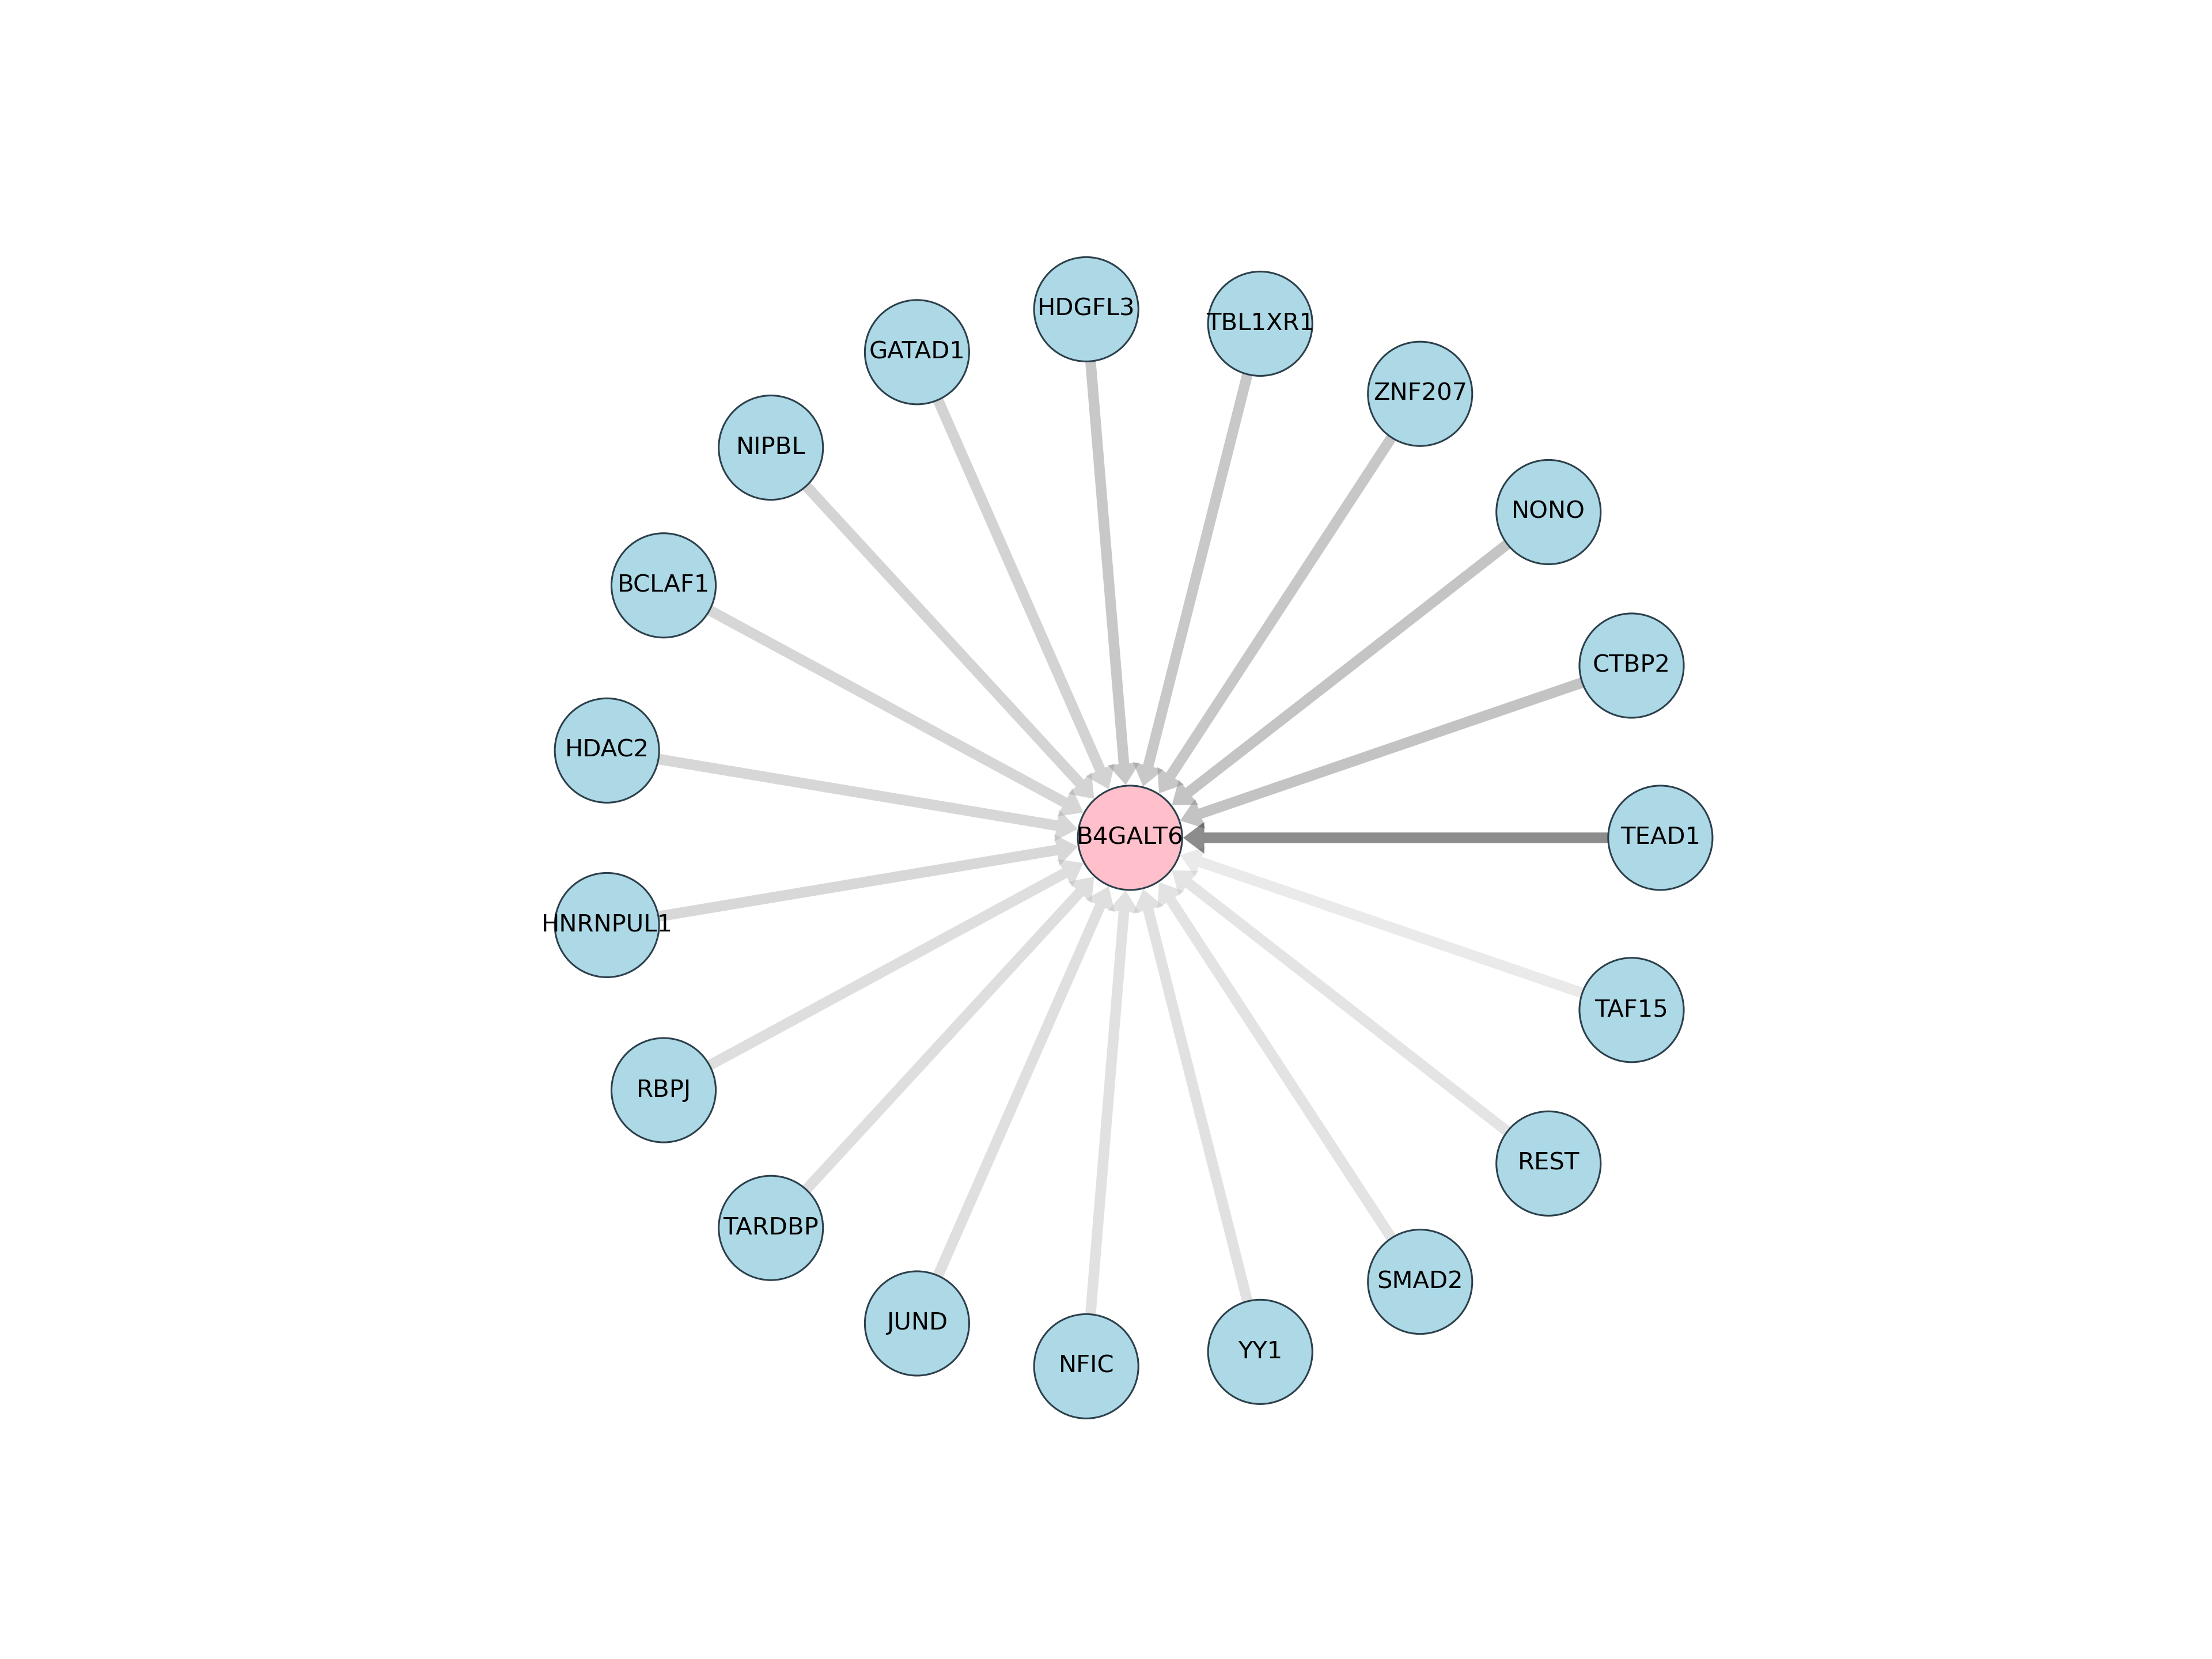 HDGFL3
TBL1XR1
GATAD1
ZNF207
NIPBL
NONO
BCLAF1
CTBP2
HDAC2
B4GALT6
TEAD1
HNRNPUL1
TAF15
RBPJ
REST
TARDBP
SMAD2
JUND
YY1
NFIC